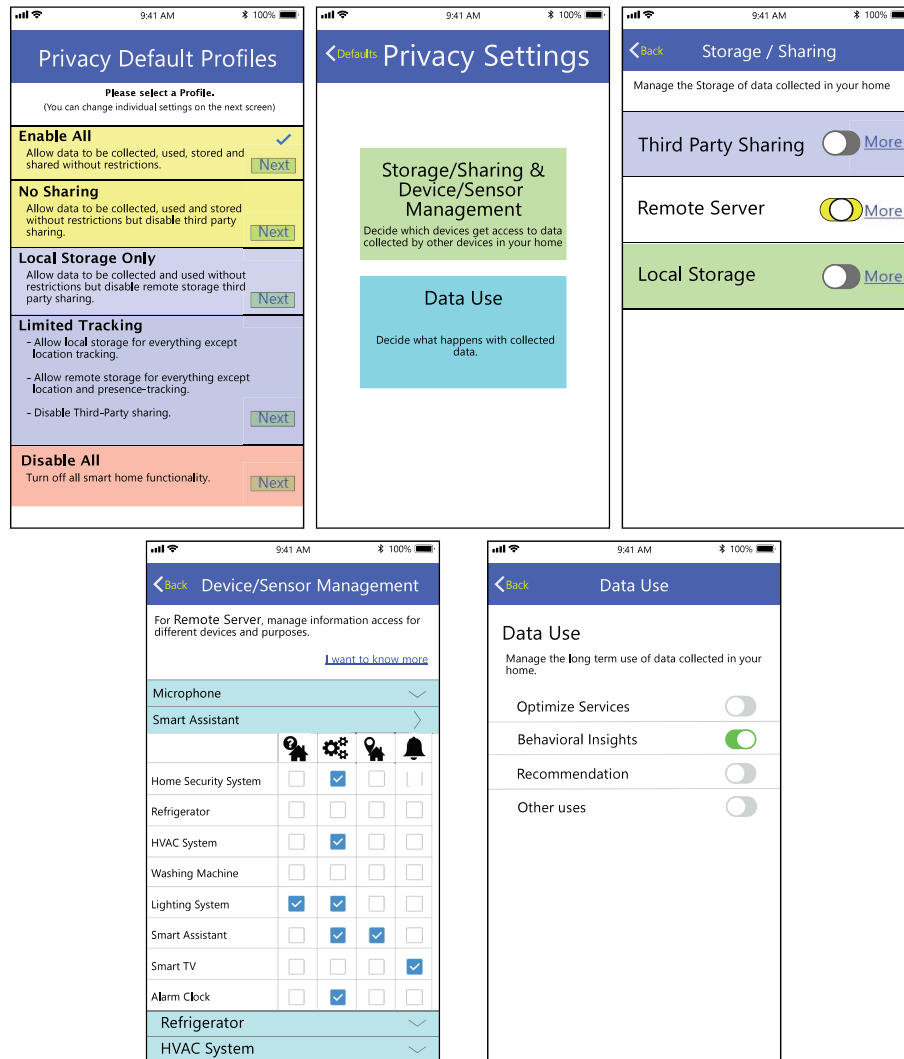 9:41 AM 100%
Privacy Default Profiles
Please select a Profile.
(You can change individual settings on the next screen)
Enable All
Allow data to be collected, used, stored and
shared without restrictions.
Next
No Sharing
Allow data to be collected, used and stored
without restrictions but disable third party
sharing.
Next
Local Storage Only
Allow data to be collected and used without
restrictions but disable remote storage third
party sharing.
Next
Limited Tracking
- Allow local storage for everything except
location tracking.
- Allow remote storage for everything except
location and presence-tracking.
- Disable Third-Party sharing.
Next
Disable All
Turn off all smart home functionality.
Next
9:41 AM 100%
Defaults Privacy Settings
Storage/Sharing &
Device/Sensor
Management
Decide which devices get access to data
collected by other devices in your home
Data Use
Decide what happens with collected
data.
9:41 AM 100%
Back Storage / Sharing
Manage the Storage of data collected in your home
Third Party Sharing More
Remote Server More
Local Storage More
9:41 AM 100%
Back Device/Sensor Management
For Remote Server, manage information access for
different devices and purposes.
I want to know more
Microphone
Smart Assistant
Home Security System
Refrigerator
HVAC System
Washing Machine
Lighting System
Smart Assistant
Smart TV
Alarm Clock
Refrigerator
HVAC System
9:41 AM 100%
Back Data Use
Data Use
Manage the long term use of data collected in your
home.
Optimize Services
Behavioral Insights
Recommendation
Other uses